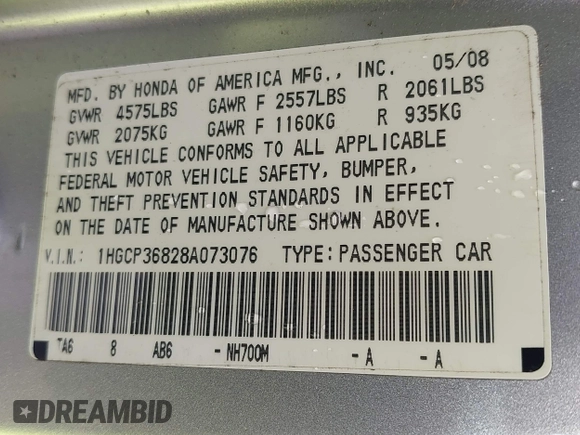 MFD. BY HONDA OF AMERICA MFG., INC. 05/08
GVWR 4575LBS GAWR F 2557LBS R 2061LBS
GVWR 2075KG GAWR F 1160KG R 935KG
THIS VEHICLE CONFORMS TO ALL APPLICABLE
FEDERAL MOTOR VEHICLE SAFETY, BUMPER,
AND THEFT PREVENTION STANDARDS IN EFFECT
ON THE DATE OF MANUFACTURE SHOWN ABOVE.
V.I.N.: 1HGCP36828A073076 TYPE: PASSENGER CAR
TA6 8 AB6 - NH700M - A - A
DREAMBID